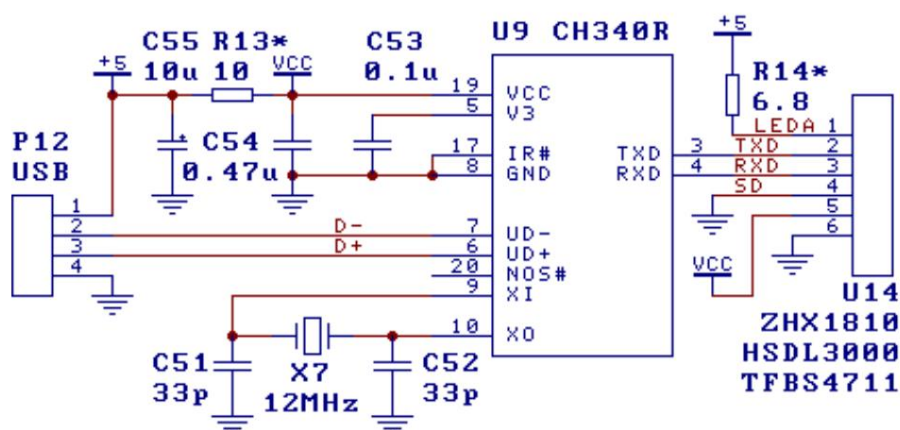 U9 CH340R
+5
C55 R13* C53
+5 10u 10 VCC 0.1u
R14*
6.8
19 VCC
5 V3
P12
USB
C54
0.47u
17 IR#
8 GND
TXD 3
RXD 4
LEDA 1
TXD 2
RXD 3
SD 4
5
6
1
2 D- 7 UD-
3 D+ 6 UD+
4 20 NOS#
9 XI
10 XO
VCC
U14
ZHX1810
HSDL3000
TFBS4711
C51
33p
X7
12MHz
C52
33p